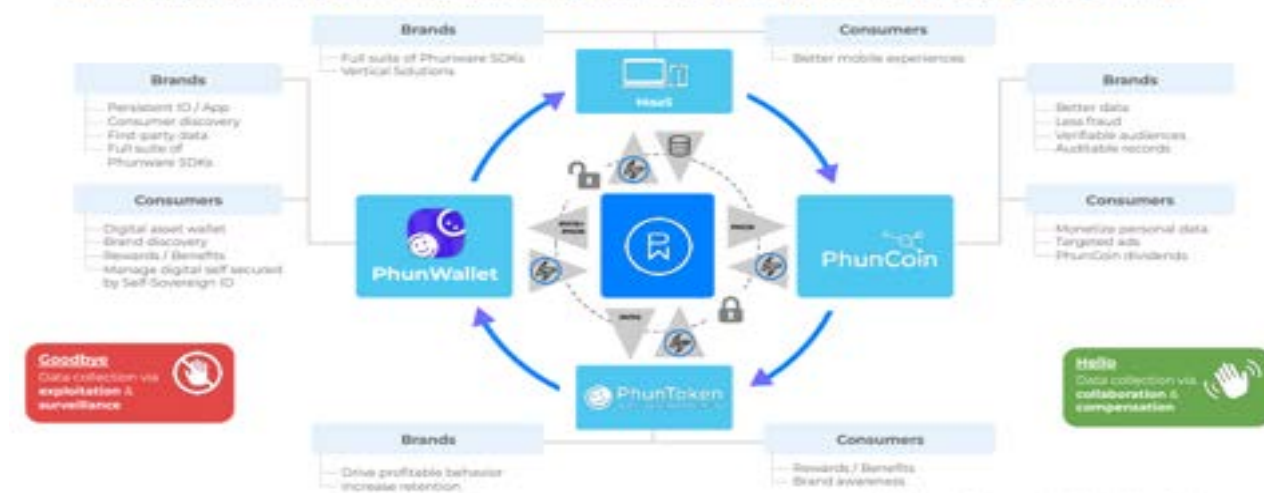 Brands
Full suite of Phunware SDKs
Vertical Solutions
Consumers
Better mobile experiences
MaaS
Brands
Persistent ID / App
Consumer discovery
First-party data
Full suite of
Phunware SDKs
Consumers
Digital asset wallet
Brand discovery
Rewards / Benefits
Manage digital self secured
by Self-Sovereign ID
Brands
Better data
Less fraud
Verifiable audiences
Auditable records
Consumers
Monetize personal data
Targeted ads
PhunCoin dividends
PhunWallet
PhunCoin
PhunToken
Goodbye
Data collection via
exploitation &
surveillance
Hello
Data collection via
collaboration &
compensation
Brands
Drive profitable behavior
Increase retention
Consumers
Rewards / Benefits
Brand awareness